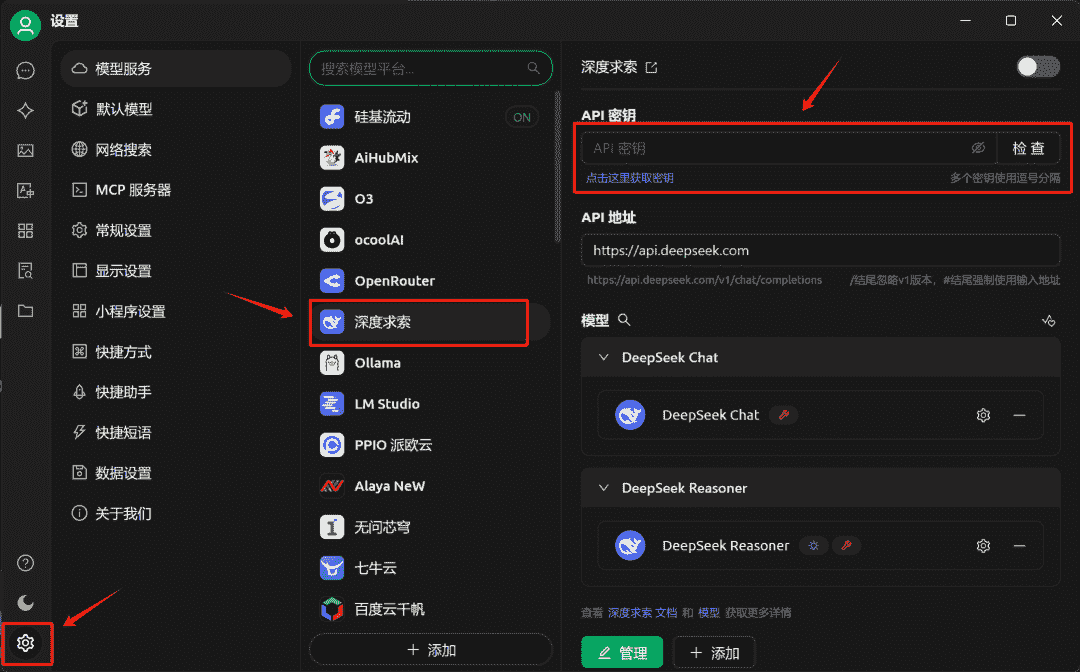 设置
模型服务
默认模型
网络搜索
MCP 服务器
常规设置
显示设置
小程序设置
快捷方式
快捷助手
快捷短语
数据设置
关于我们
搜索模型平台...
硅基流动 ON
AiHubMix
O3
ocoolAI
OpenRouter
深度求索
Ollama
LM Studio
PPIO 派欧云
Alaya NeW
无问芯穹
七牛云
百度云千帆
添加
深度求索
API 密钥
API 密钥 检查
点击这里获取密钥 多个密钥使用逗号分隔
API 地址
https://api.deepseek.com
https://api.deepseek.com/v1/chat/completions /结尾忽略v1版本，#结尾强制使用输入地址
模型
DeepSeek Chat
DeepSeek Chat
DeepSeek Reasoner
DeepSeek Reasoner
查看 深度求索 文档 和 模型 获取更多详情
管理 添加